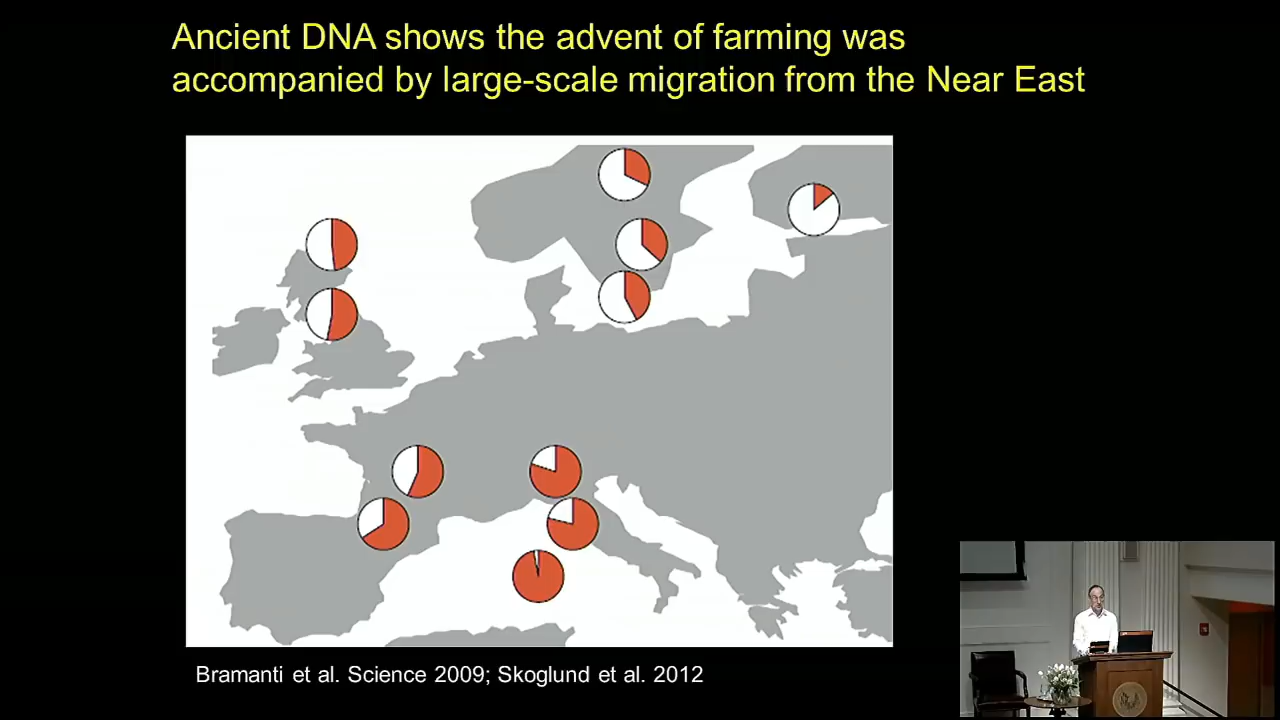 Ancient DNA shows the advent of farming was
accompanied by large-scale migration from the Near East
Bramanti et al. Science 2009; Skoglund et al. 2012